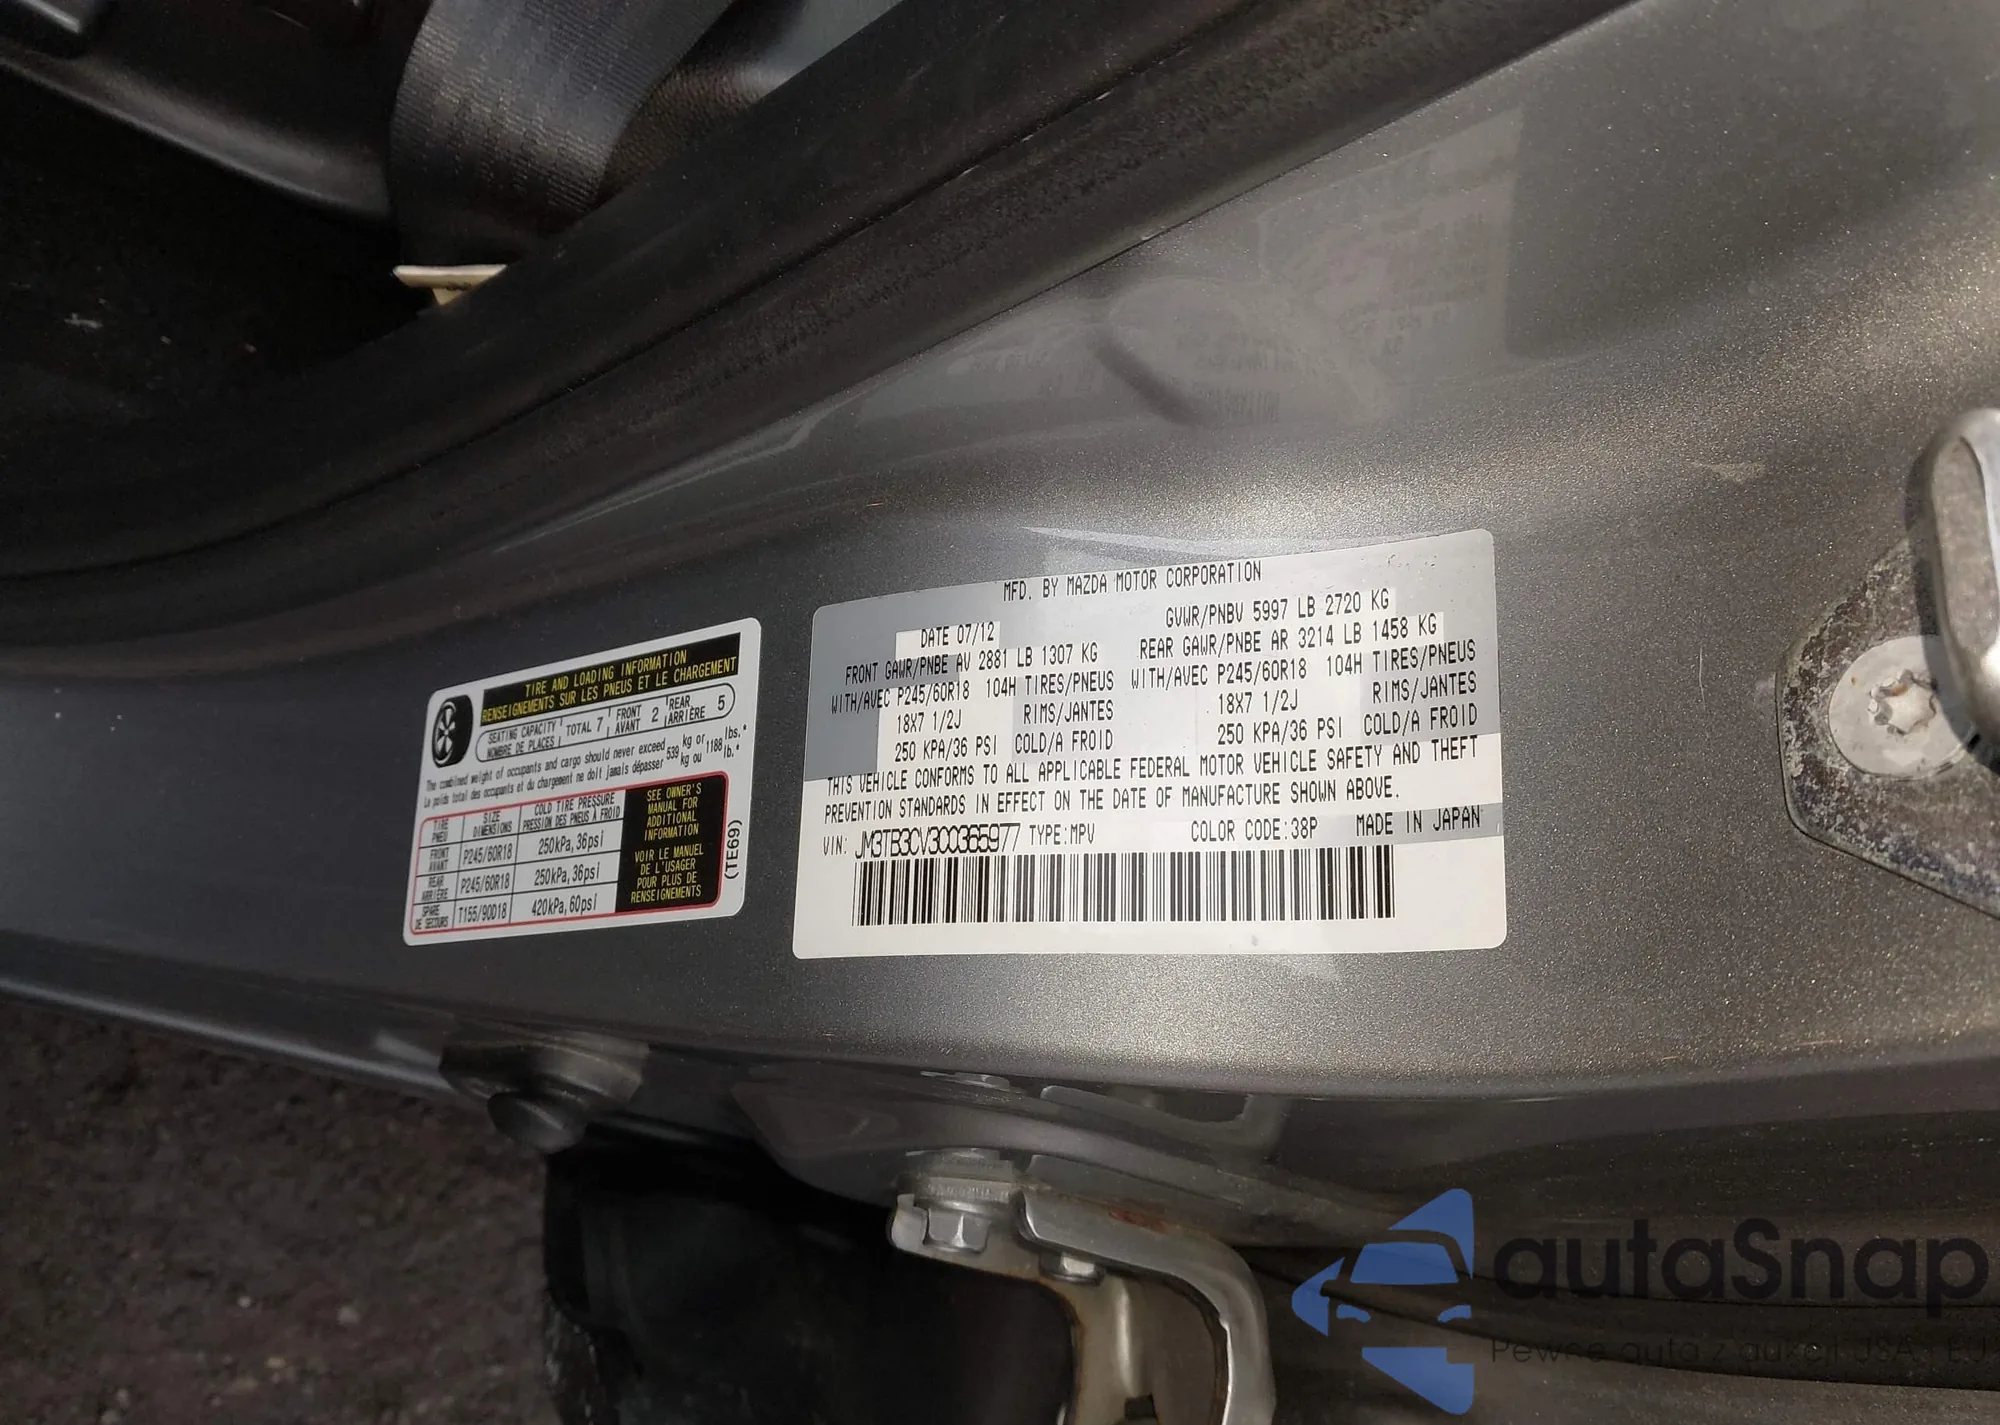 TIRE AND LOADING INFORMATION
RENSEIGNEMENTS SUR LES PNEUS ET LE CHARGEMENT
SEATING CAPACITY TOTAL 7 FRONT 2 REAR 5
NOMBRE DE PLACES AVANT ARRIÈRE
The combined weight of occupants and cargo should never exceed 539 kg or 1188 lbs.
Le poids total des occupants et du chargement ne doit jamais dépasser 539 kg ou 1188 lb.
TIRE SIZE COLD TIRE PRESSURE
PNEU DIMENSIONS PRESSION DES PNEUS À FROID
FRONT AVANT P245/60R18 250kPa, 36psi
REAR ARRIÈRE P245/60R18 250kPa, 36psi
SPARE DE SECOURS T155/90D18 420kPa, 60psi
SEE OWNER'S
MANUAL FOR
ADDITIONAL
INFORMATION
VOIR LE MANUEL
DE L'USAGER
POUR PLUS DE
RENSEIGNEMENTS
(TE69)
MFD. BY MAZDA MOTOR CORPORATION
DATE 07/12 GVWR/PNBV 5997 LB 2720 KG
FRONT GAWR/PNBE AV 2881 LB 1307 KG REAR GAWR/PNBE AR 3214 LB 1458 KG
WITH/AVEC P245/60R18 104H TIRES/PNEUS WITH/AVEC P245/60R18 104H TIRES/PNEUS
18X7 1/2J RIMS/JANTES 18X7 1/2J RIMS/JANTES
250 KPA/36 PSI COLD/A FROID 250 KPA/36 PSI COLD/A FROID
THIS VEHICLE CONFORMS TO ALL APPLICABLE FEDERAL MOTOR VEHICLE SAFETY AND THEFT
PREVENTION STANDARDS IN EFFECT ON THE DATE OF MANUFACTURE SHOWN ABOVE.
VIN: JM3TB3CV3C0365977 TYPE:MPV COLOR CODE:38P MADE IN JAPAN
autaSnap
Pewne auta z aukcji USA